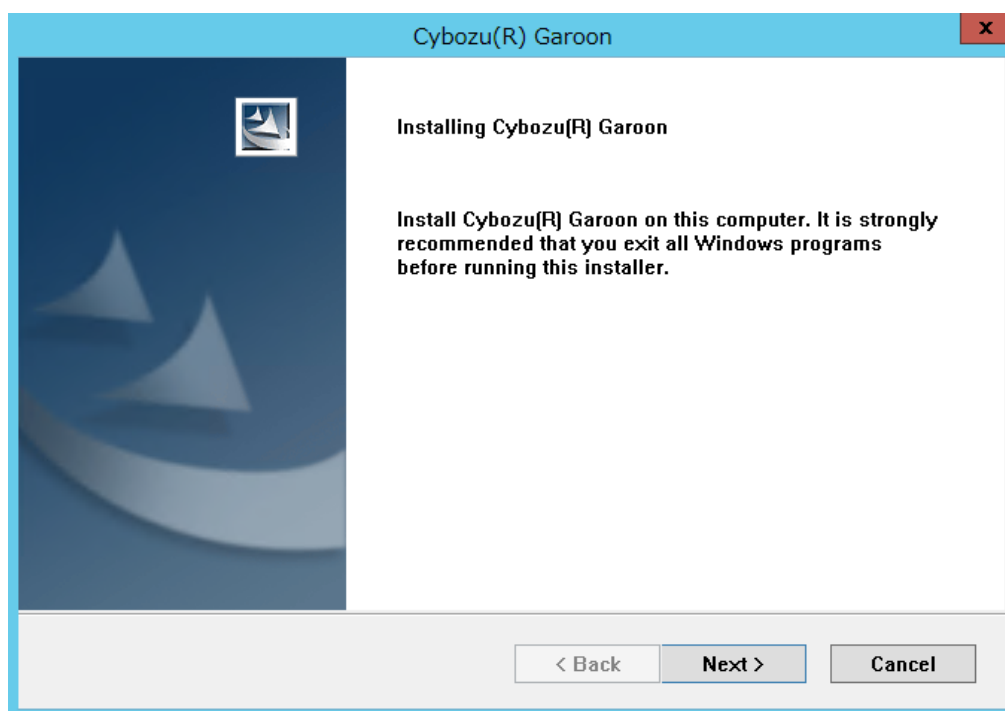 Cybozu(R) Garoon
x
Installing Cybozu(R) Garoon
Install Cybozu(R) Garoon on this computer. It is strongly
recommended that you exit all Windows programs
before running this installer.
< Back
Next >
Cancel